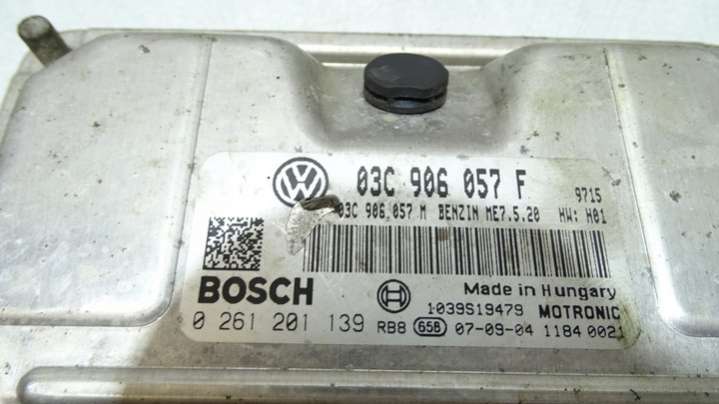 03C 906 057 F 9715
03C 906 057 M BENZIN ME7.5.20 HW: H01
BOSCH
Made in Hungary
1039S19479 MOTRONIC
0 261 201 139 RB8 658 07-09-04 1184 0021